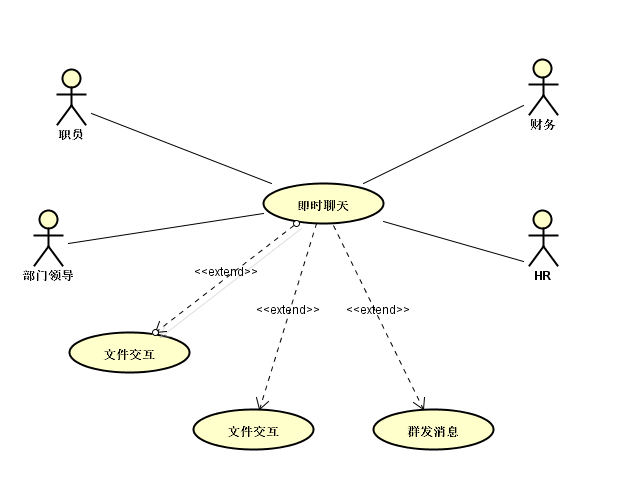 职员
财务
即时聊天
部门领导
HR
<<extend>>
<<extend>>
<<extend>>
文件交互
文件交互
群发消息